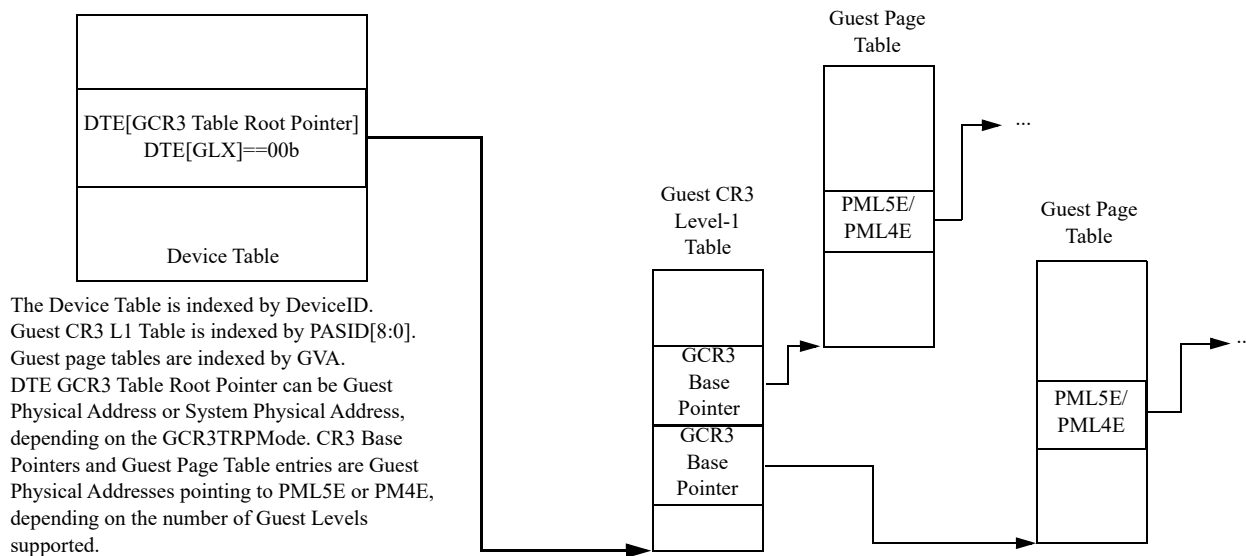 DTE[GCR3 Table Root Pointer]
DTE[GLX]==00b
Device Table
The Device Table is indexed by DeviceID.
Guest CR3 L1 Table is indexed by PASID[8:0].
Guest page tables are indexed by GVA.
DTE GCR3 Table Root Pointer can be Guest
Physical Address or System Physical Address,
depending on the GCR3TRPMode. CR3 Base
Pointers and Guest Page Table entries are Guest
Physical Addresses pointing to PML5E or PM4E,
depending on the number of Guest Levels
supported.
Guest CR3
Level-1
Table
GCR3
Base
Pointer
GCR3
Base
Pointer
Guest Page
Table
PML5E/
PML4E
...
Guest Page
Table
PML5E/
PML4E
..